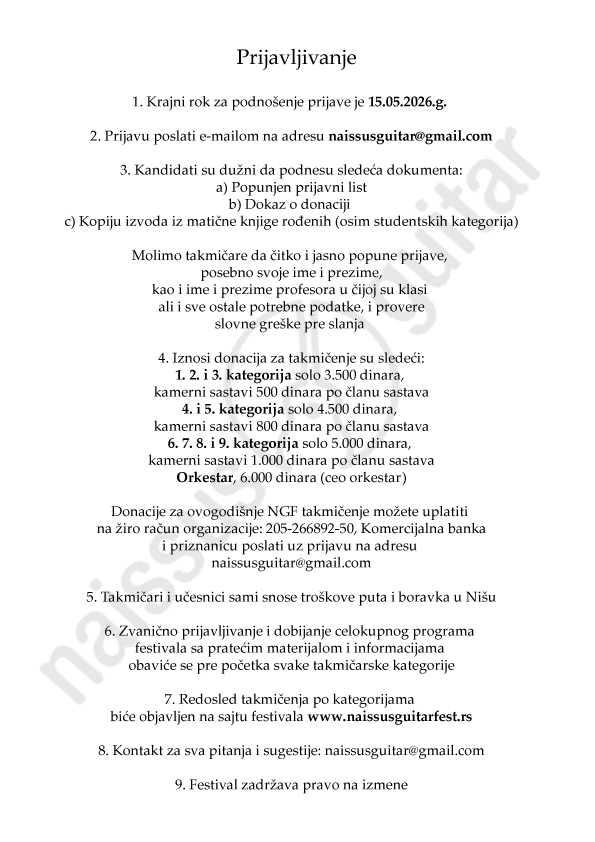 Prijavljivanje
1. Krajni rok za podnošenje prijave je 15.05.2026.g.
2. Prijavu poslati e-mailom na adresu naissusguitar@gmail.com
3. Kandidati su dužni da podnesu sledeća dokumenta:
a) Popunjen prijavni list
b) Dokaz o donaciji
c) Kopiju izvoda iz matične knjige rođenih (osim studentskih kategorija)
Molimo takmičare da čitko i jasno popune prijave,
posebno svoje ime i prezime,
kao i ime i prezime profesora u čijoj su klasi
ali i sve ostale potrebne podatke, i provere
slovne greške pre slanja
4. Iznosi donacija za takmičenje su sledeći:
1. 2. i 3. kategorija solo 3.500 dinara,
kamerni sastavi 500 dinara po članu sastava
4. i 5. kategorija solo 4.500 dinara,
kamerni sastavi 800 dinara po članu sastava
6. 7. 8. i 9. kategorija solo 5.000 dinara,
kamerni sastavi 1.000 dinara po članu sastava
Orkestar, 6.000 dinara (ceo orkestar)
Donacije za ovogodišnje NGF takmičenje možete uplatiti
na žiro račun organizacije: 205-266892-50, Komercijalna banka
i priznanicu poslati uz prijavu na adresu
naissusguitar@gmail.com
5. Takmičari i učesnici sami snose troškove puta i boravka u Nišu
6. Zvanično prijavljivanje i dobijanje celokupnog programa
festivala sa pratećim materijalom i informacijama
obaviće se pre početka svake takmičarske kategorije
7. Redosled takmičenja po kategorijama
biće objavljen na sajtu festivala www.naissusguitarfest.rs
8. Kontakt za sva pitanja i sugestije: naissusguitar@gmail.com
9. Festival zadržava pravo na izmene
naissus guitar